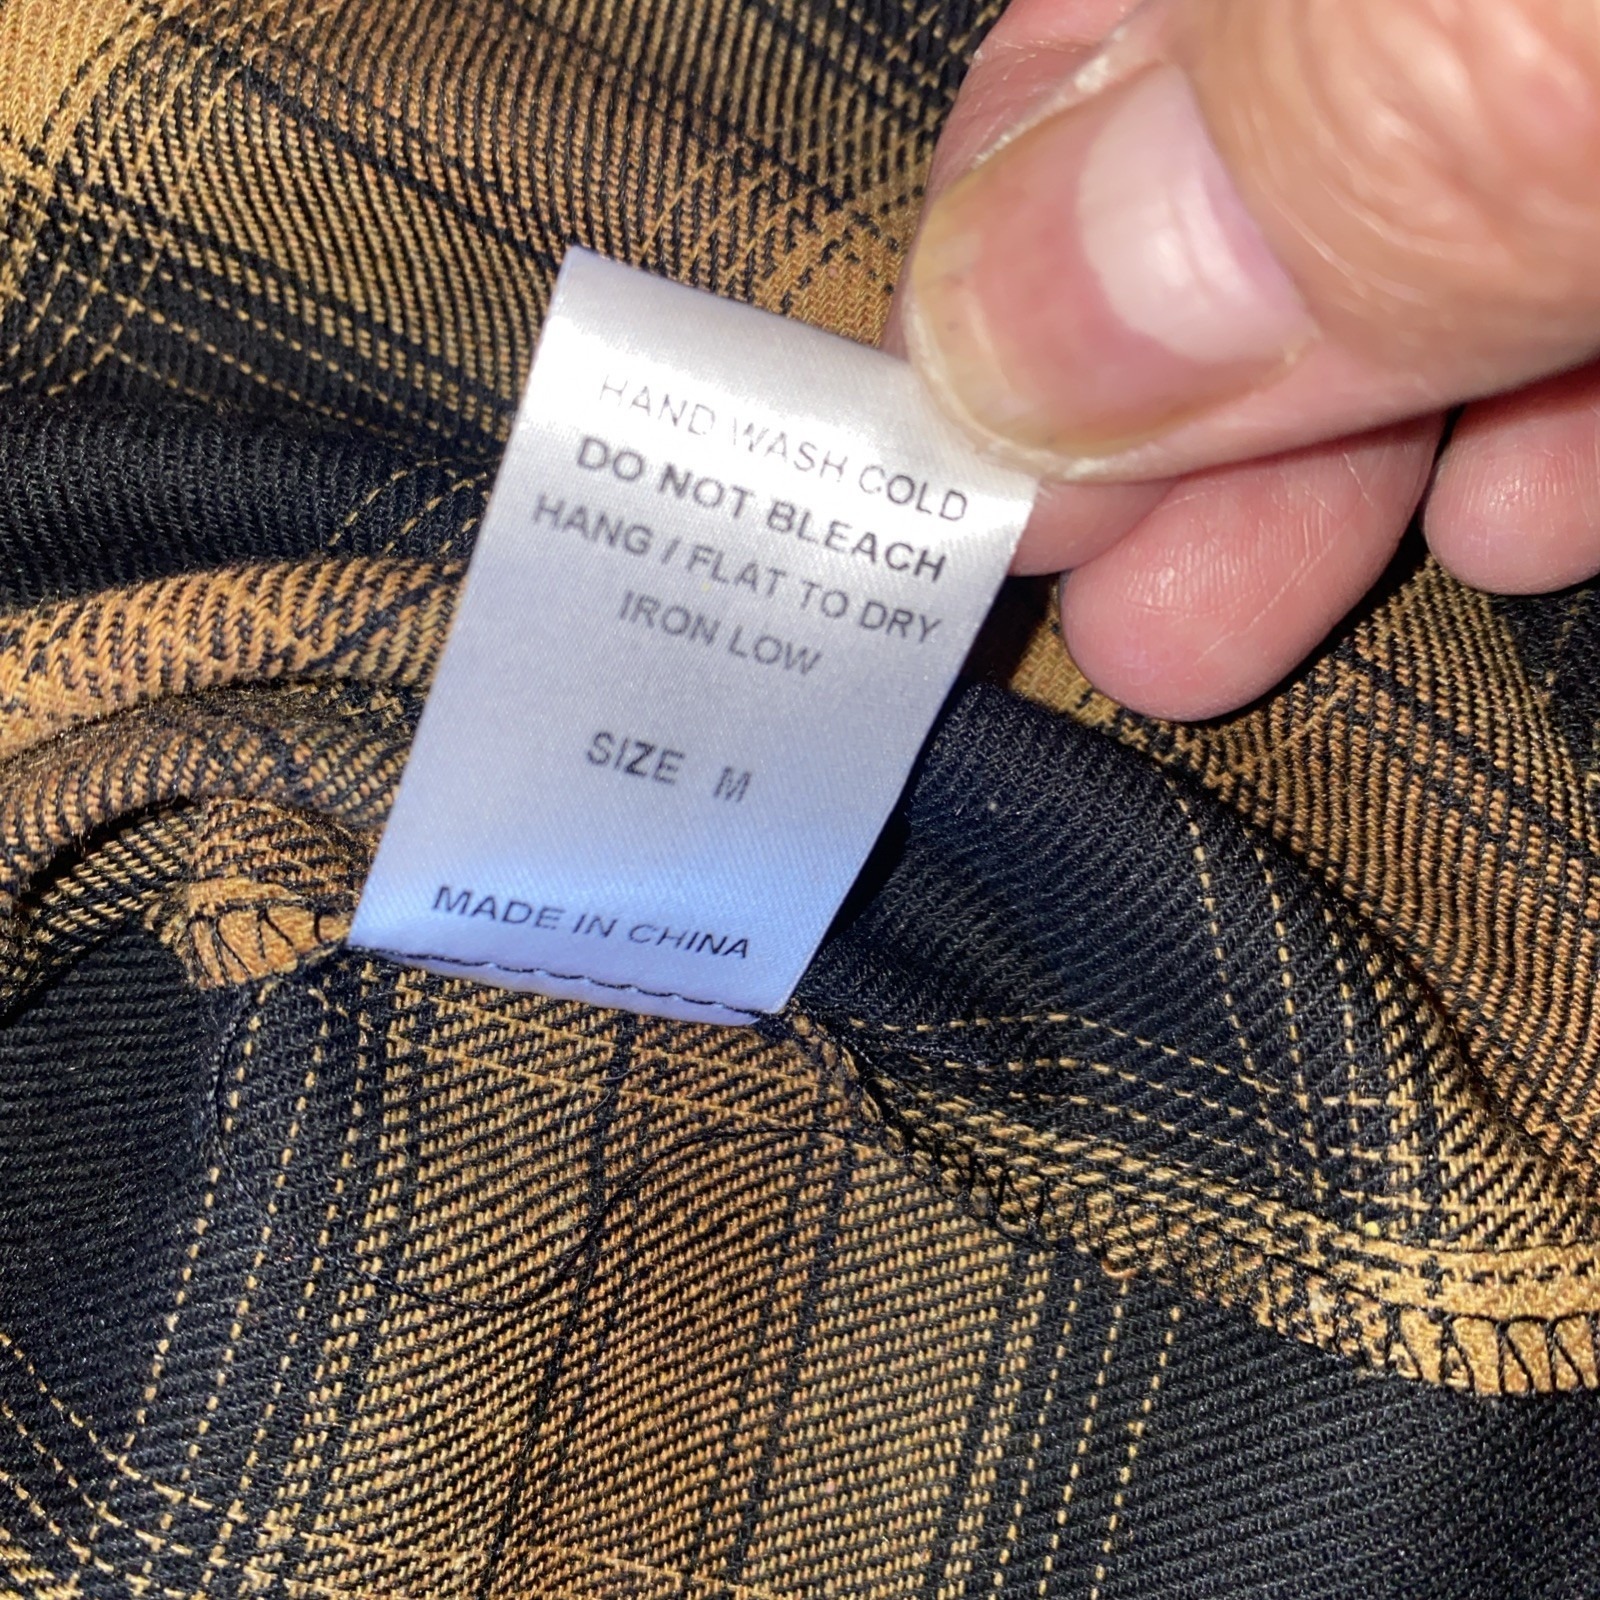 HAND WASH COLD
DO NOT BLEACH
HANG / FLAT TO DRY
IRON LOW
SIZE M
MADE IN CHINA